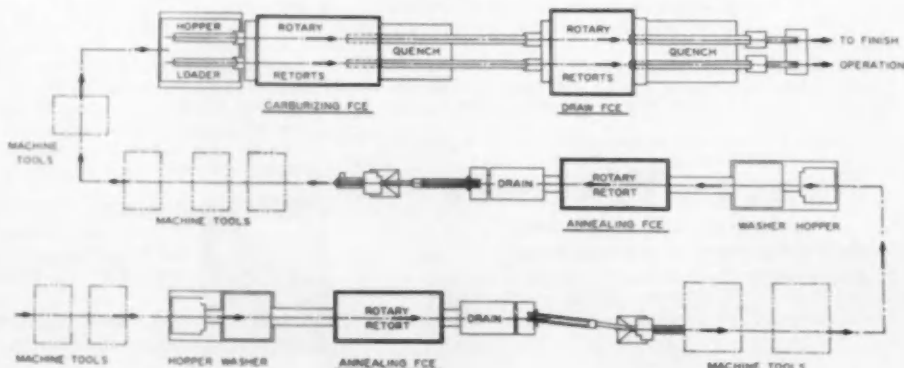 HOPPER
LOADER
ROTARY
RETORTS
CARBURIZING FCE
QUENCH
ROTARY
RETORTS
DRAW FCE
QUENCH
TO FINISH
OPERATION
MACHINE
TOOLS
MACHINE TOOLS
DRAIN
ROTARY
RETORT
ANNEALING FCE
WASHER HOPPER
MACHINE TOOLS
HOPPER WASHER
ROTARY
RETORT
ANNEALING FCE
DRAIN
MACHINE TOOLS